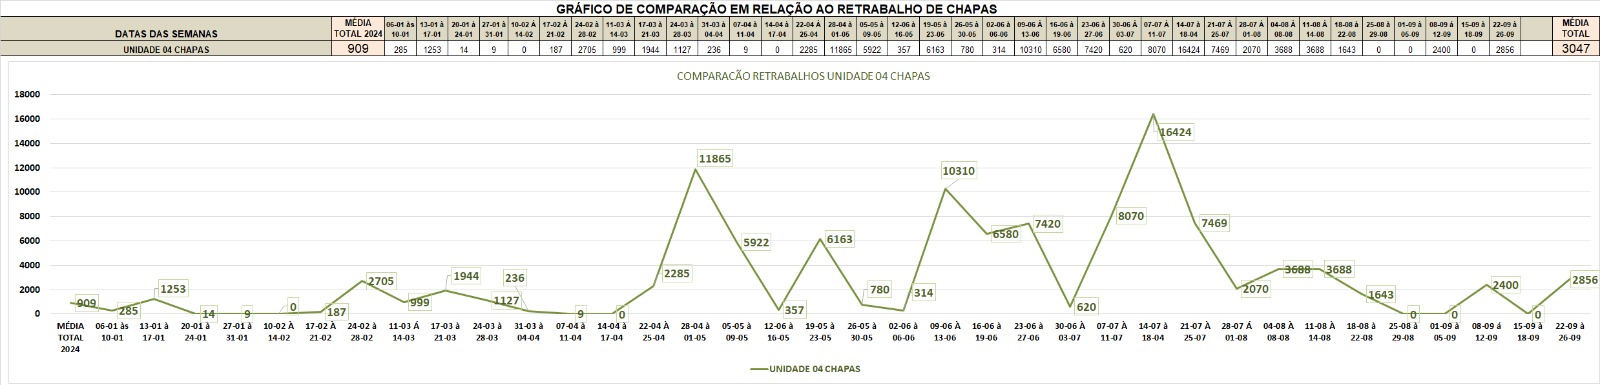 GRÁFICO DE COMPARAÇÃO EM RELAÇÃO AO RETRABALHO DE CHAPAS
DATAS DAS SEMANAS MÉDIA TOTAL 2024 06-01 às 10-01 13-01 à 17-01 20-01 à 24-01 27-01 à 31-01 10-02 À 14-02 17-02 À 21-02 24-02 à 28-02 11-03 Á 14-03 17-03 à 21-03 24-03 à 28-03 31-03 à 04-04 07-04 à 11-04 14-04 à 17-04 22-04 Á 25-04 28-04 à 01-05 05-05 à 09-05 12-06 à 16-05 19-05 à 23-05 26-05 à 30-05 02-06 à 06-06 09-06 À 13-06 16-06 à 19-06 23-06 à 27-06 30-06 Á 03-07 07-07 À 11-07 14-07 à 18-04 21-07 À 25-07 28-07 Á 01-08 04-08 À 08-08 11-08 À 14-08 18-08 à 22-08 25-08 à 29-08 01-09 à 05-09 08-09 à 12-09 15-09 à 18-09 22-09 à 26-09 MÉDIA TOTAL
UNIDADE 04 CHAPAS 909 285 1253 14 9 0 187 2705 999 1944 1127 236 9 0 2285 11865 5922 357 6163 780 314 10310 6580 7420 620 8070 16424 7469 2070 3688 3688 1643 0 0 2400 0 2856 3047
COMPARACÃO RETRABALHOS UNIDADE 04 CHAPAS
18000
16000
14000
12000
10000
8000
6000
4000
2000
0
909 285 1253 14 9 0 187 2705 999 1944 1127 236 9 0 2285 11865 5922 357 6163 780 314 10310 6580 7420 620 8070 16424 7469 2070 3688 3688 1643 0 0 2400 0 2856
MÉDIA 06-01 às 13-01 à 20-01 à 27-01 à 10-02 À 17-02 À 24-02 à 11-03 Á 17-03 à 24-03 à 31-03 à 07-04 à 14-04 à 22-04 Á 28-04 à 05-05 à 12-06 à 19-05 à 26-05 à 02-06 à 09-06 À 16-06 à 23-06 à 30-06 Á 07-07 À 14-07 à 21-07 À 28-07 Á 04-08 À 11-08 À 18-08 à 25-08 à 01-09 à 08-09 à 15-09 à 22-09 à
TOTAL 10-01 17-01 24-01 31-01 14-02 21-02 28-02 14-03 21-03 28-03 04-04 11-04 17-04 25-04 01-05 09-05 16-05 23-05 30-05 06-06 13-06 19-06 27-06 03-07 11-07 18-04 25-07 01-08 08-08 14-08 22-08 29-08 05-09 12-09 18-09 26-09
2024
UNIDADE 04 CHAPAS